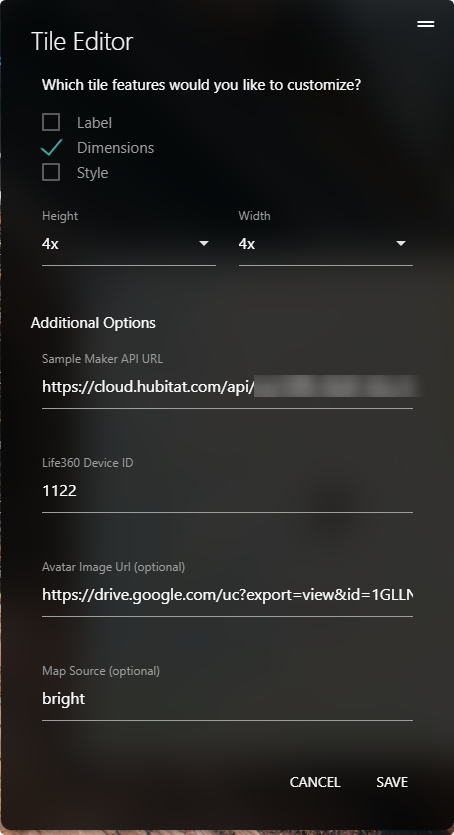 Tile Editor
Which tile features would you like to customize?
Label
Dimensions
Style
Height Width
4x 4x
Additional Options
Sample Maker API URL
https://cloud.hubitat.com/api/
Life360 Device ID
1122
Avatar Image Url (optional)
https://drive.google.com/uc?export=view&id=1GLLN
Map Source (optional)
bright
CANCEL SAVE